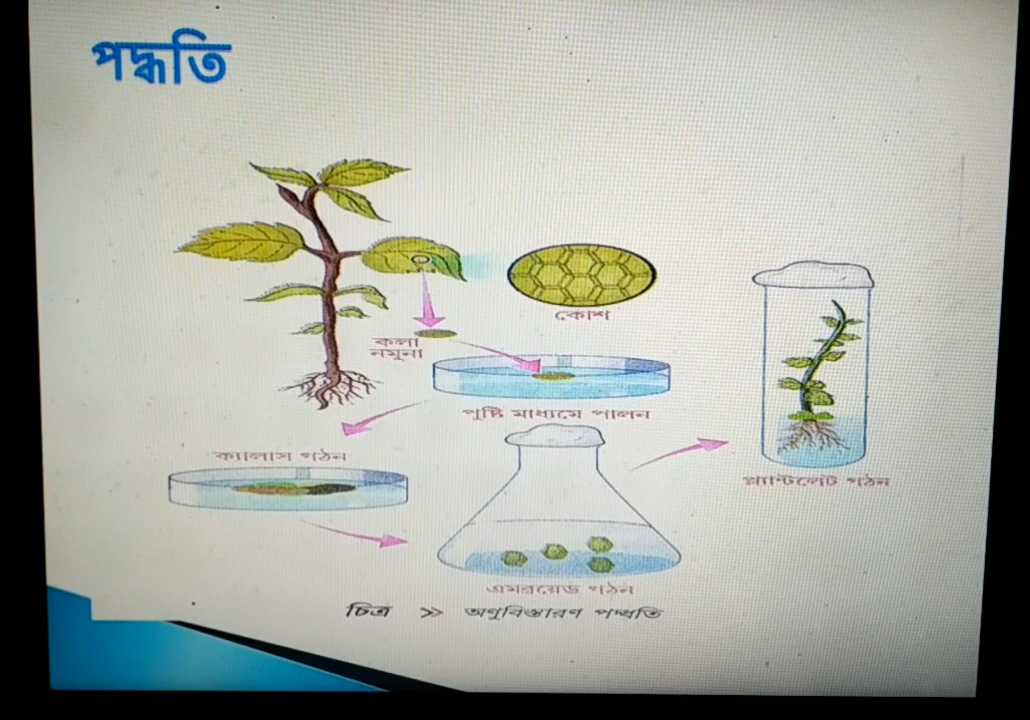 পদ্ধতি
কোশ
কলা
নমুনা
পুষ্টি মাধ্যমে পালন
ক্যালাস গঠন
প্ল্যান্টলেট গঠন
এমব্রয়েড গঠন
চিত্র >> অণুবিস্তারণ পদ্ধতি